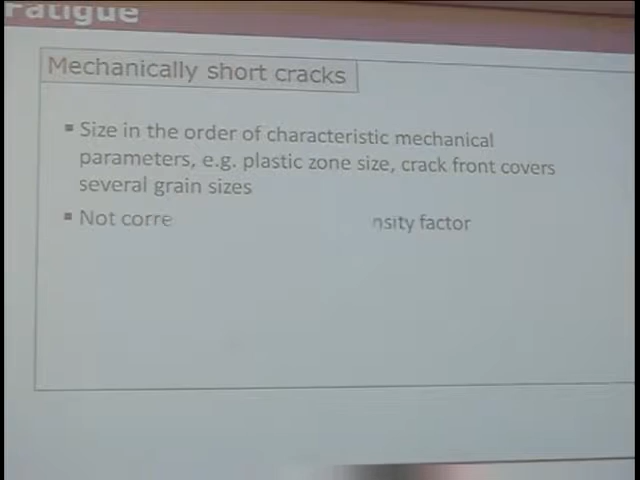 Fatigue
Mechanically short cracks
▪ Size in the order of characteristic mechanical
parameters, e.g. plastic zone size, crack front covers
several grain sizes
▪ Not corre nsity factor